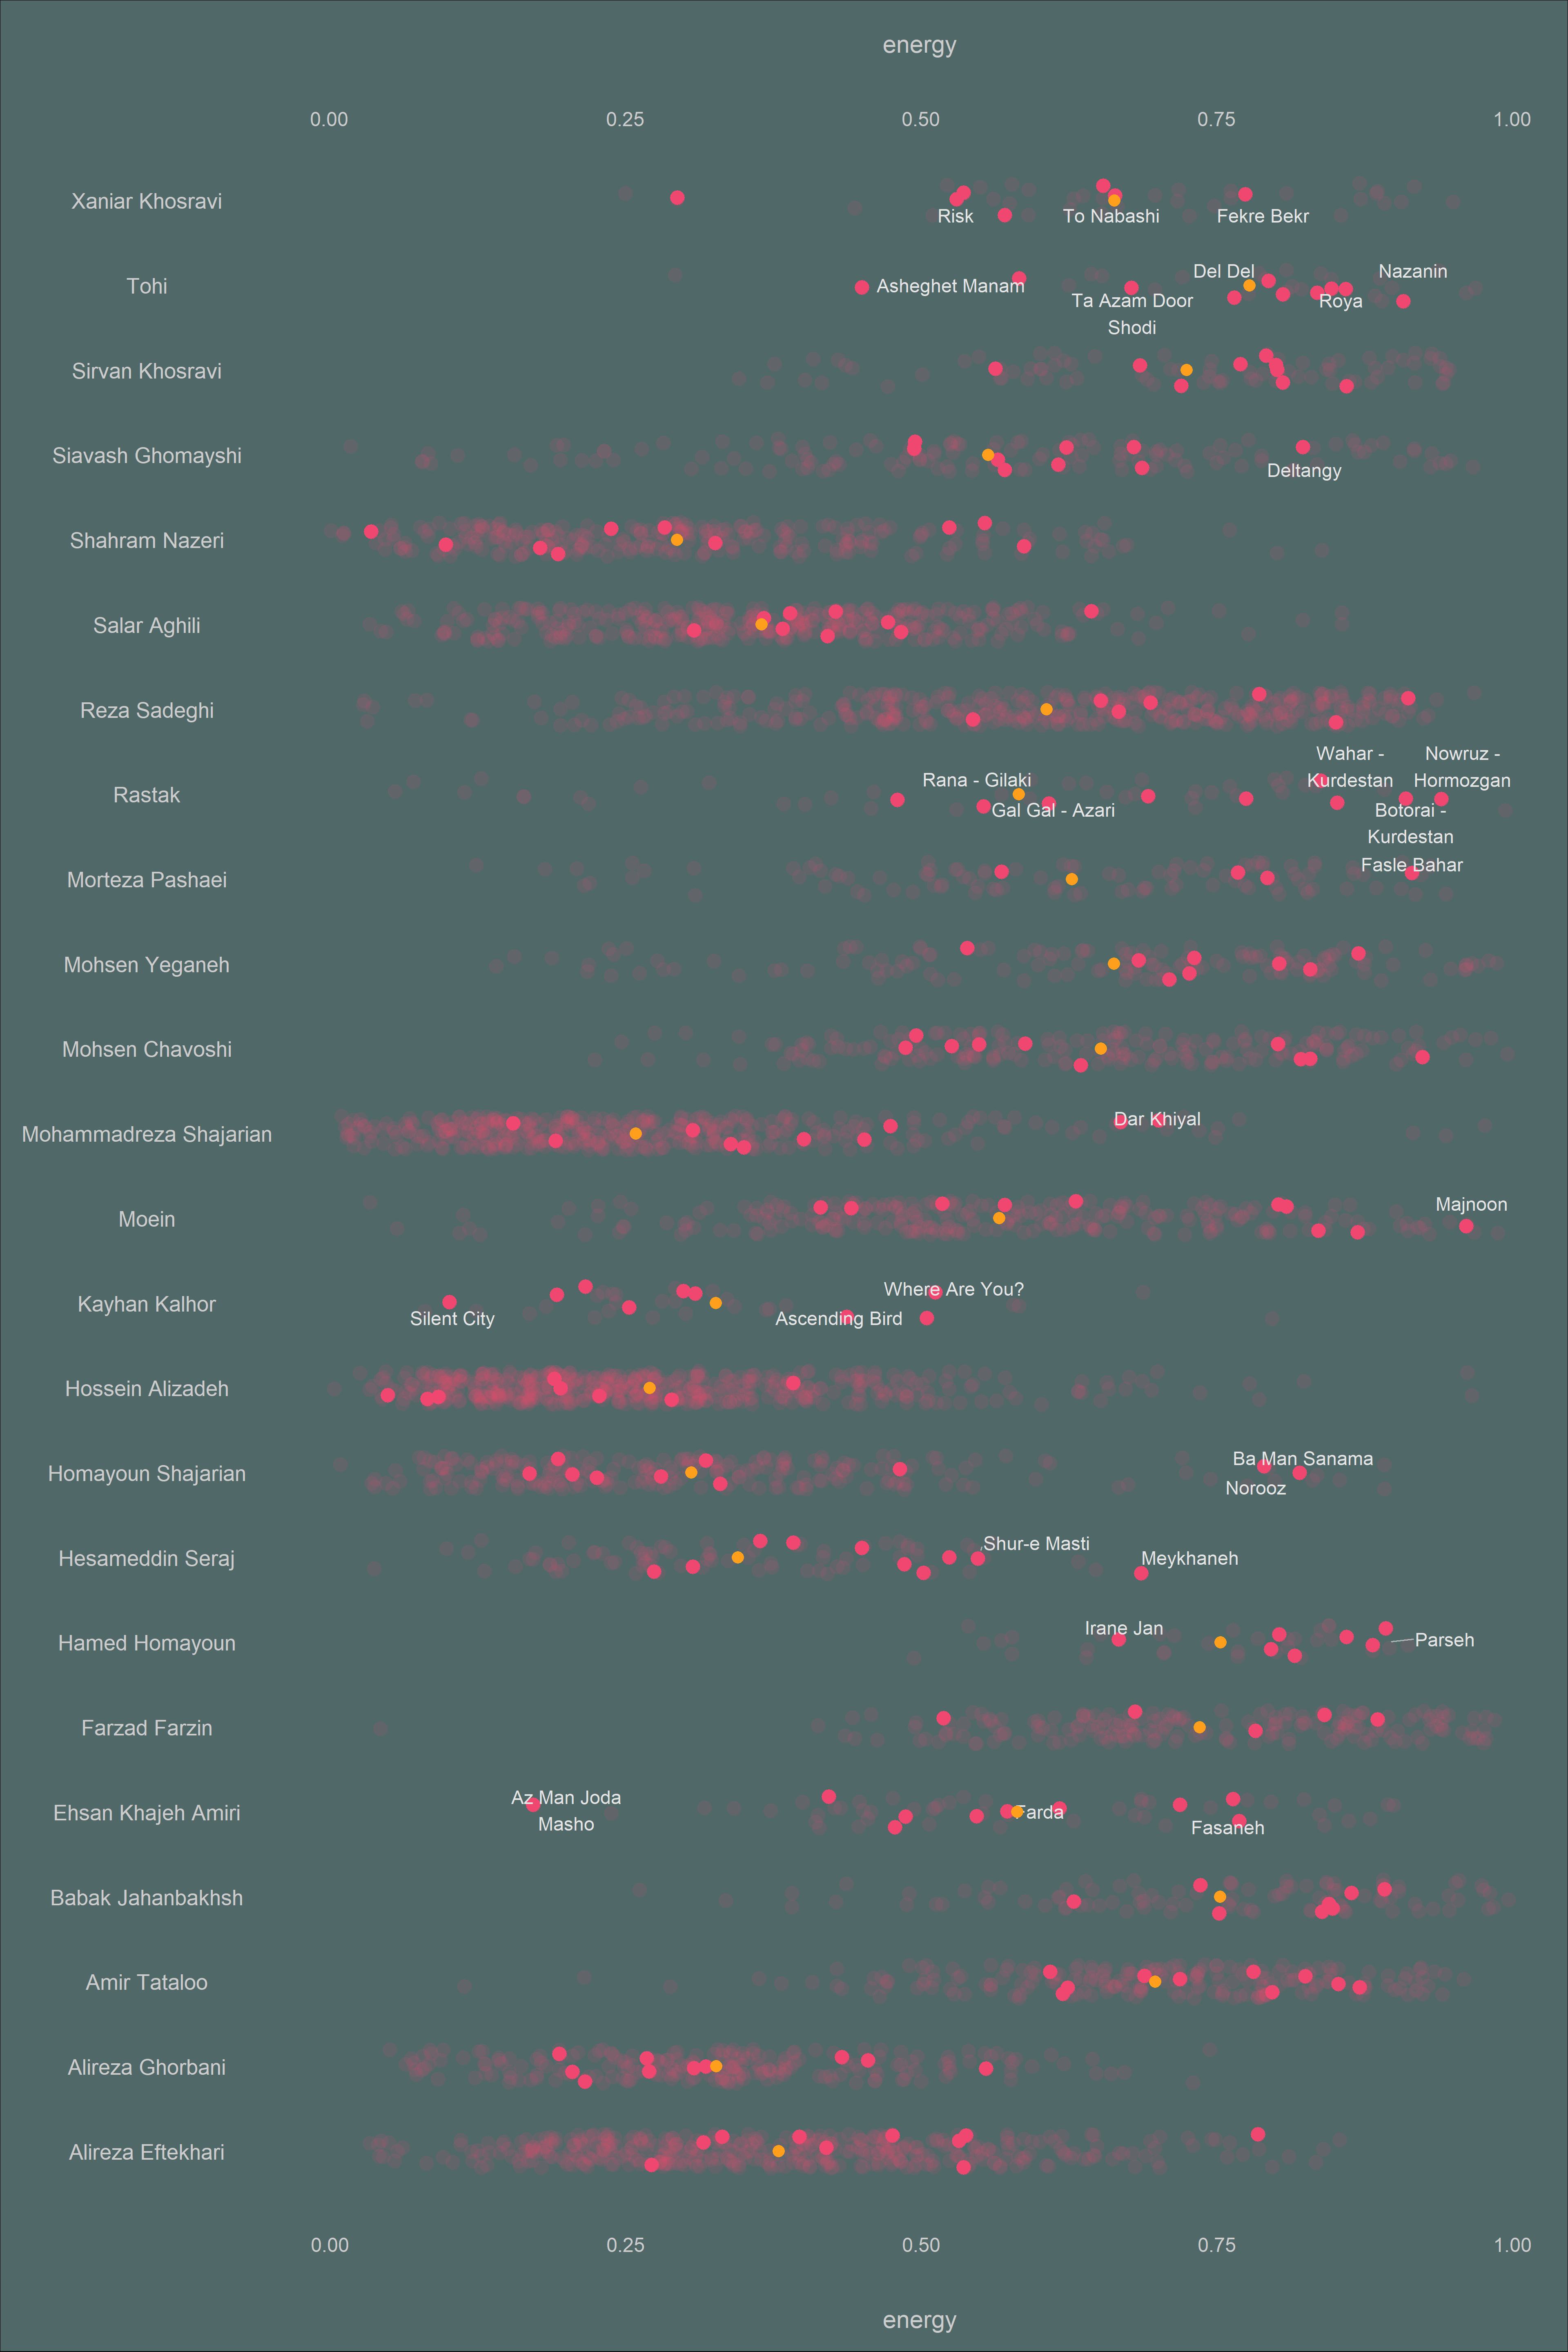 energy
0.00 0.25 0.50 0.75 1.00
Xaniar Khosravi
Risk To Nabashi Fekre Bekr
Tohi
Del Del Nazanin
Asheghet Manam
Ta Azam Door Roya
Shodi
Sirvan Khosravi
Siavash Ghomayshi
Deltangy
Shahram Nazeri
Salar Aghili
Reza Sadeghi
Wahar - Nowruz -
Rana - Gilaki Kurdestan Hormozgan
Rastak
Gal Gal - Azari Botorai -
Kurdestan
Fasle Bahar
Morteza Pashaei
Mohsen Yeganeh
Mohsen Chavoshi
Mohammadreza Shajarian
Dar Khiyal
Moein
Majnoon
Kayhan Kalhor
Where Are You?
Silent City Ascending Bird
Hossein Alizadeh
Homayoun Shajarian
Ba Man Sanama
Norooz
Hesameddin Seraj
Shur-e Masti
Meykhaneh
Hamed Homayoun
Irane Jan
Parseh
Farzad Farzin
Ehsan Khajeh Amiri
Az Man Joda
Masho
Farda
Fasaneh
Babak Jahanbakhsh
Amir Tataloo
Alireza Ghorbani
Alireza Eftekhari
0.00 0.25 0.50 0.75 1.00
energy